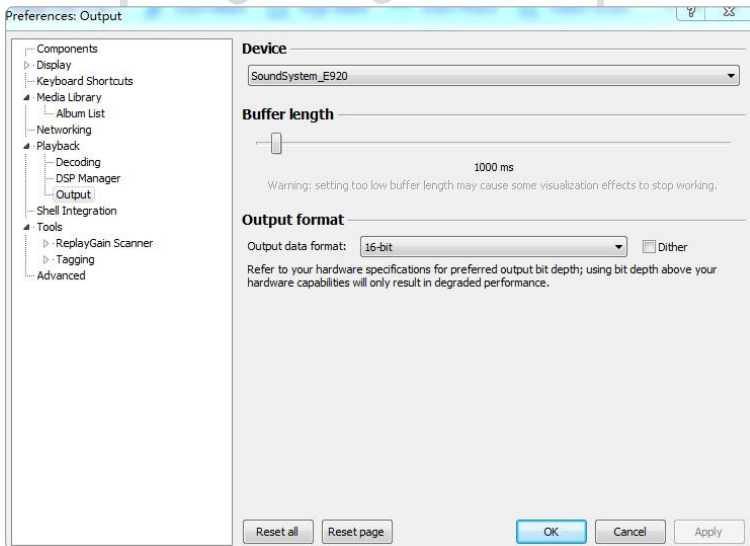 Preferences: Output
Components
Display
Keyboard Shortcuts
Media Library
Album List
Networking
Playback
Decoding
DSP Manager
Output
Shell Integration
Tools
ReplayGain Scanner
Tagging
Advanced
Device
SoundSystem_E920
Buffer length
1000 ms
Warning: setting too low buffer length may cause some visualization effects to stop working.
Output format
Output data format: 16-bit Dither
Refer to your hardware specifications for preferred output bit depth; using bit depth above your
hardware capabilities will only result in degraded performance.
Reset all Reset page OK Cancel Apply